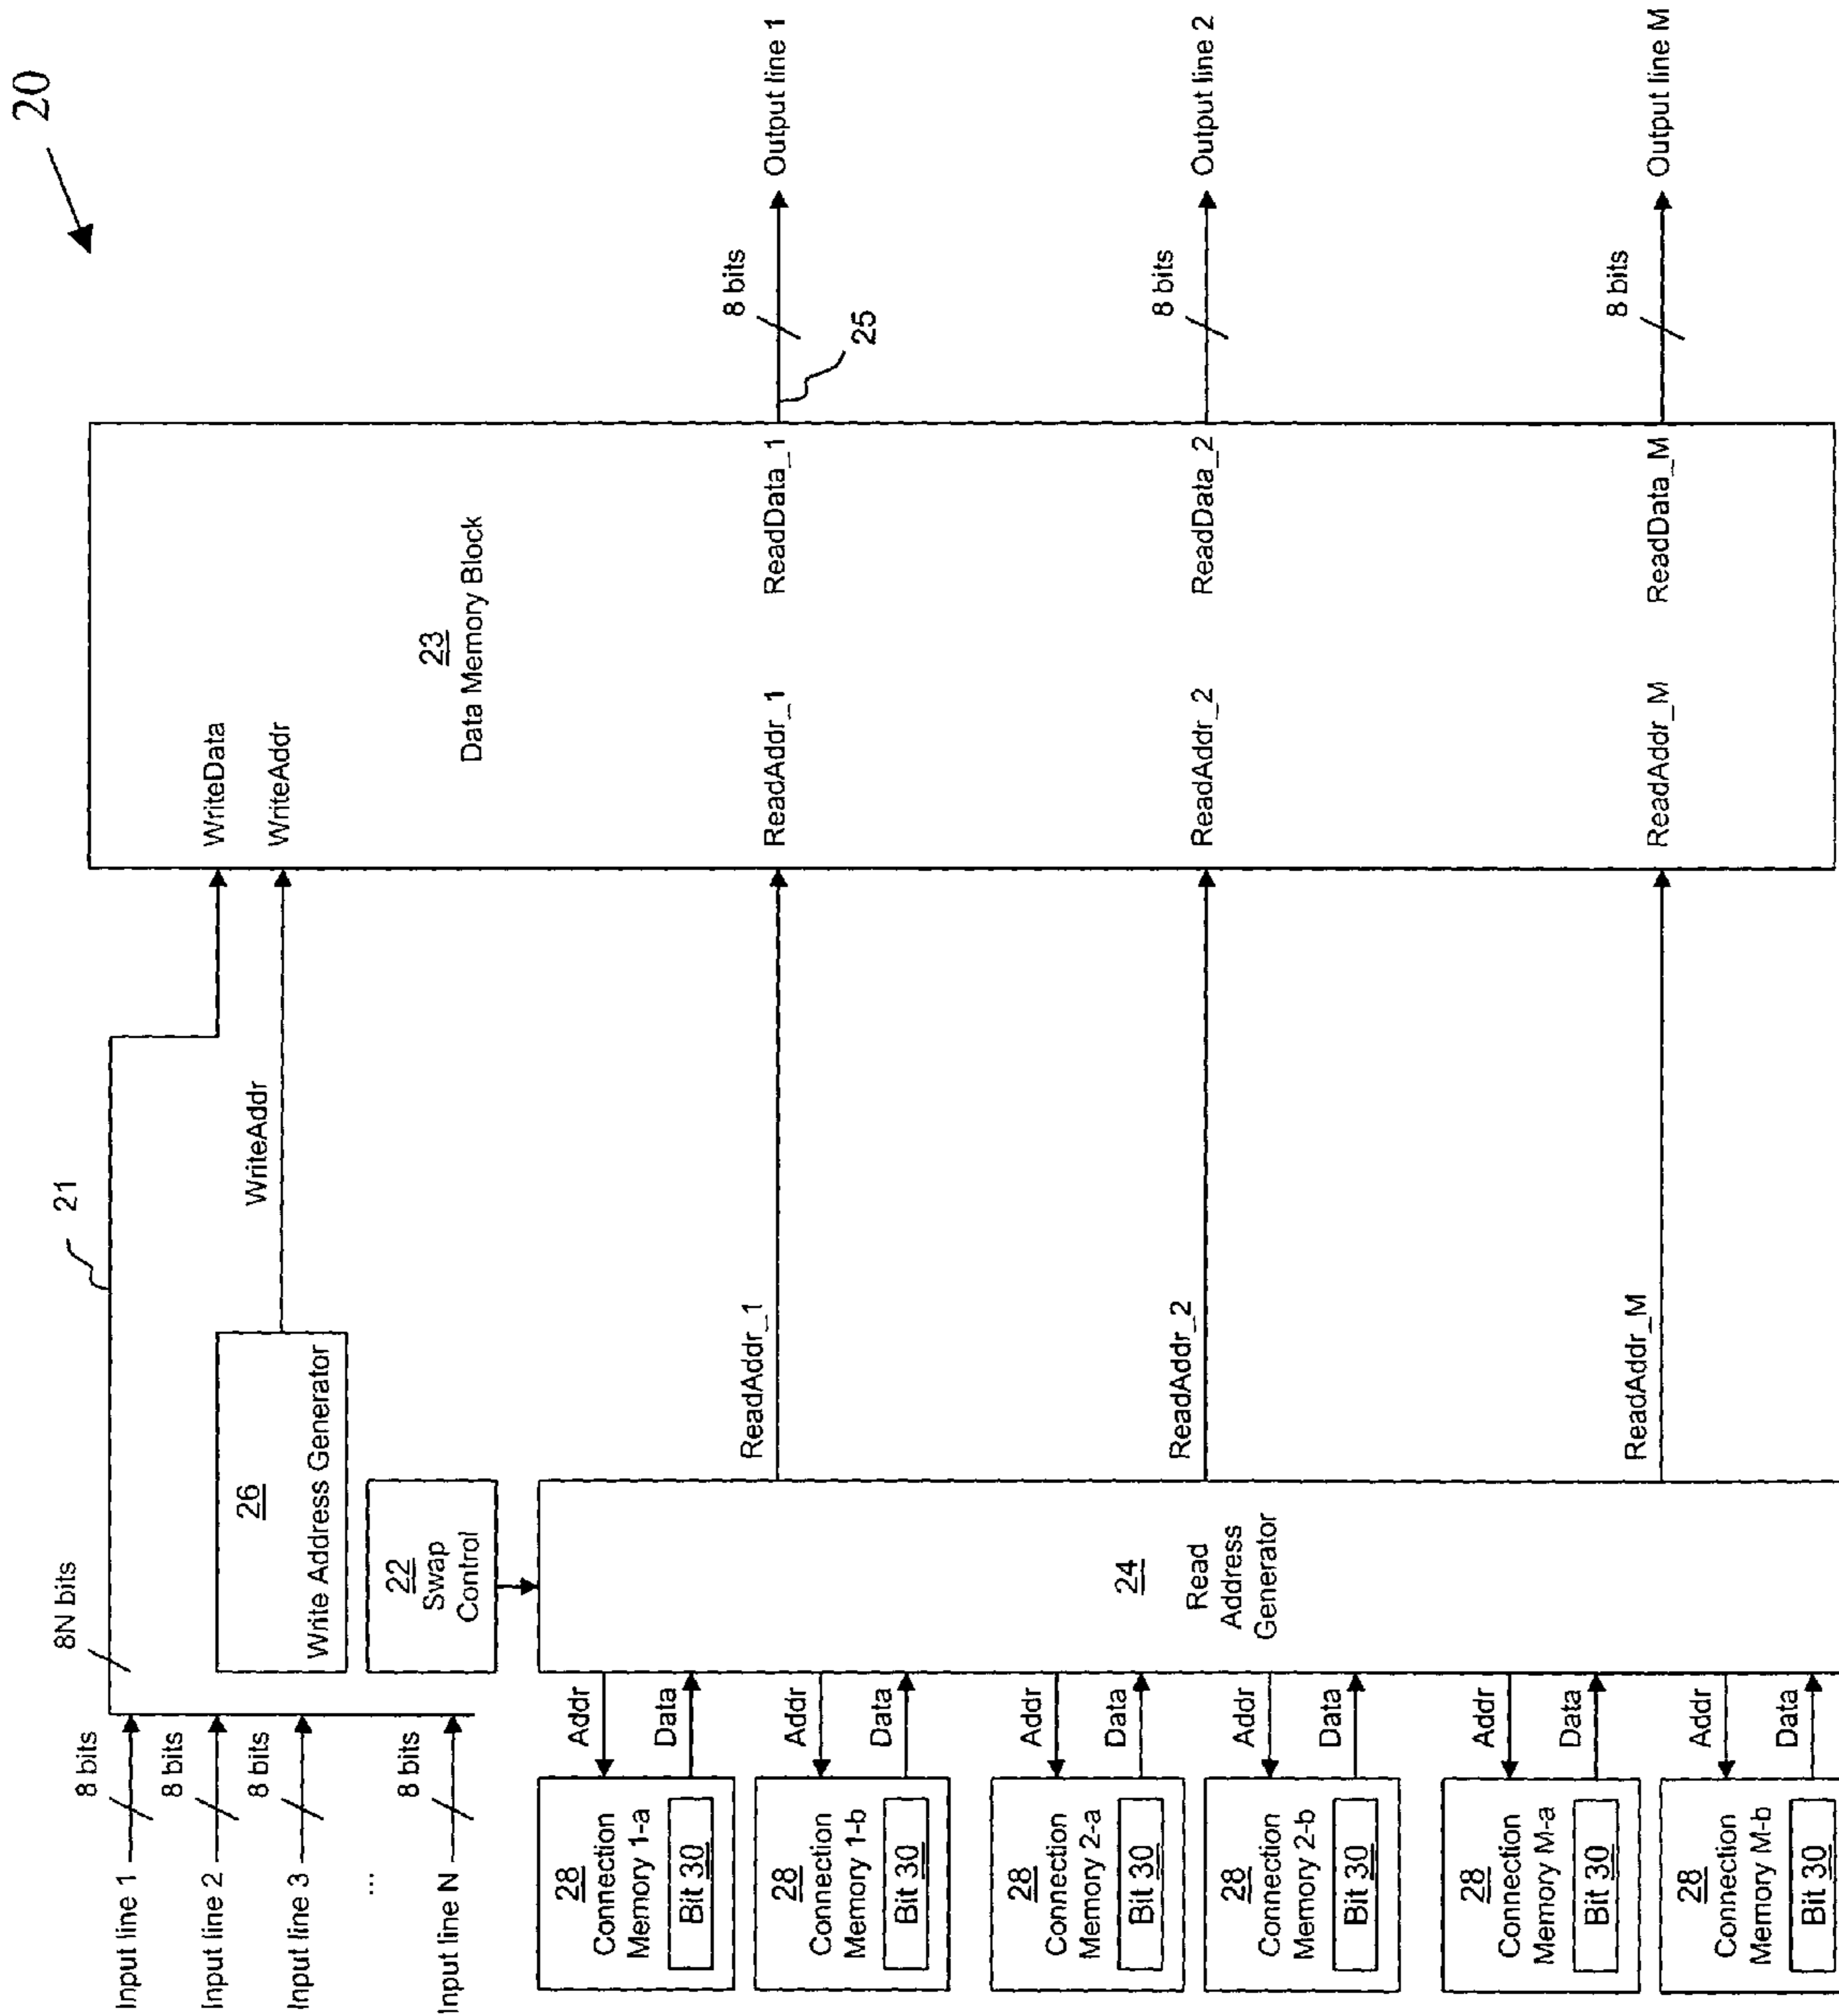 20
21
8N bits
Input line 1
8 bits
Input line 2
8 bits
Input line 3
8 bits
...
Input line N
8 bits
26
Write Address Generator
WriteAddr
WriteData
WriteAddr
22
Swap
Control
23
Data Memory Block
24
Read
Address
Generator
28
Connection
Memory 1-a
Bit 30
Addr
Data
28
Connection
Memory 1-b
Bit 30
Addr
Data
28
Connection
Memory 2-a
Bit 30
Addr
Data
28
Connection
Memory 2-b
Bit 30
Addr
Data
28
Connection
Memory M-a
Bit 30
Addr
Data
28
Connection
Memory M-b
Bit 30
Addr
Data
ReadAddr_1
ReadAddr_1
ReadData_1
8 bits
25
Output line 1
ReadAddr_2
ReadAddr_2
ReadData_2
8 bits
Output line 2
ReadAddr_M
ReadAddr_M
ReadData_M
8 bits
Output line M